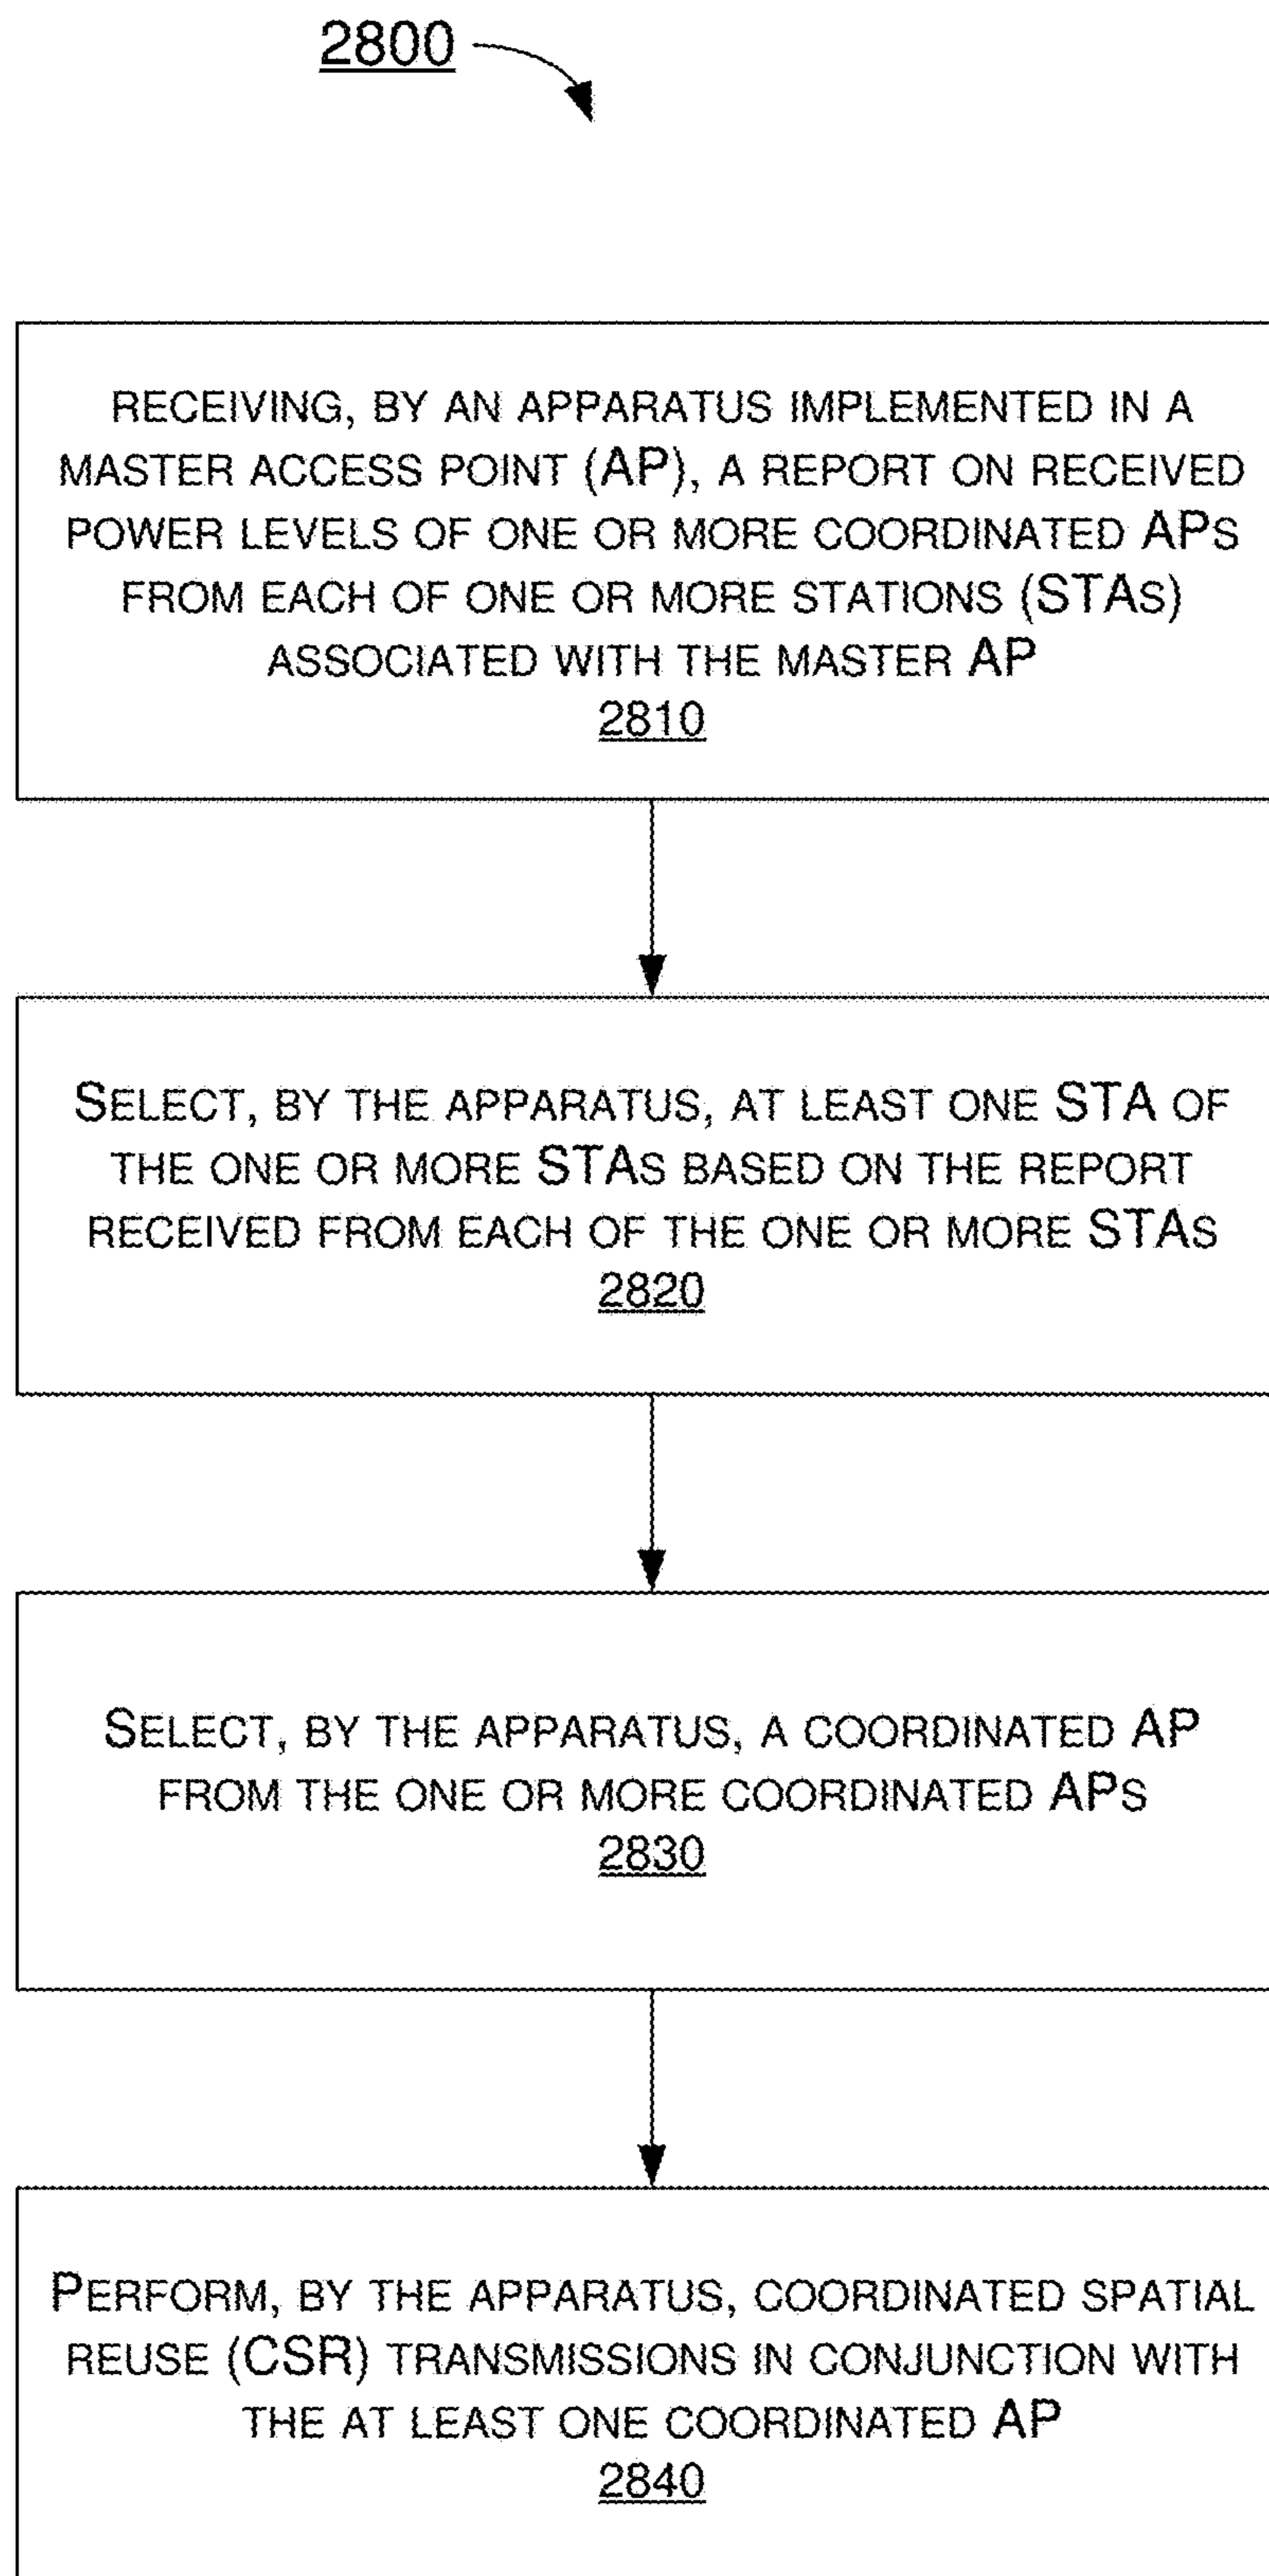 2800
RECEIVING, BY AN APPARATUS IMPLEMENTED IN A
MASTER ACCESS POINT (AP), A REPORT ON RECEIVED
POWER LEVELS OF ONE OR MORE COORDINATED APS
FROM EACH OF ONE OR MORE STATIONS (STAS)
ASSOCIATED WITH THE MASTER AP
2810
SELECT, BY THE APPARATUS, AT LEAST ONE STA OF
THE ONE OR MORE STAS BASED ON THE REPORT
RECEIVED FROM EACH OF THE ONE OR MORE STAS
2820
SELECT, BY THE APPARATUS, A COORDINATED AP
FROM THE ONE OR MORE COORDINATED APS
2830
PERFORM, BY THE APPARATUS, COORDINATED SPATIAL
REUSE (CSR) TRANSMISSIONS IN CONJUNCTION WITH
THE AT LEAST ONE COORDINATED AP
2840